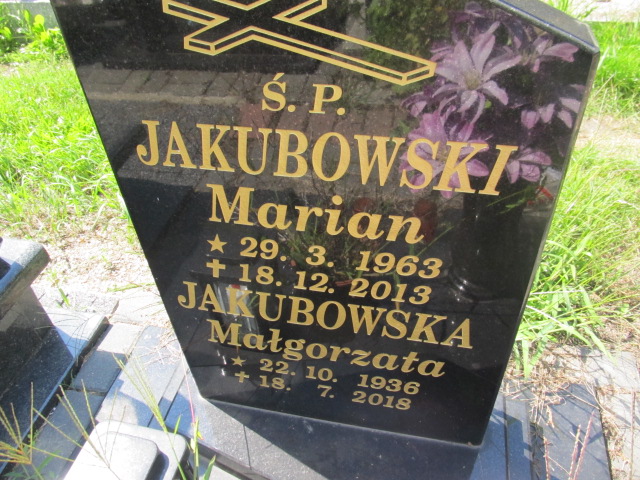 Ś. P.
JAKUBOWSKI
Marian
★ 29. 3. 1963
✝ 18. 12. 2013
JAKUBOWSKA
Małgorzata
★ 22. 10. 1936
✝ 18. 7. 2018